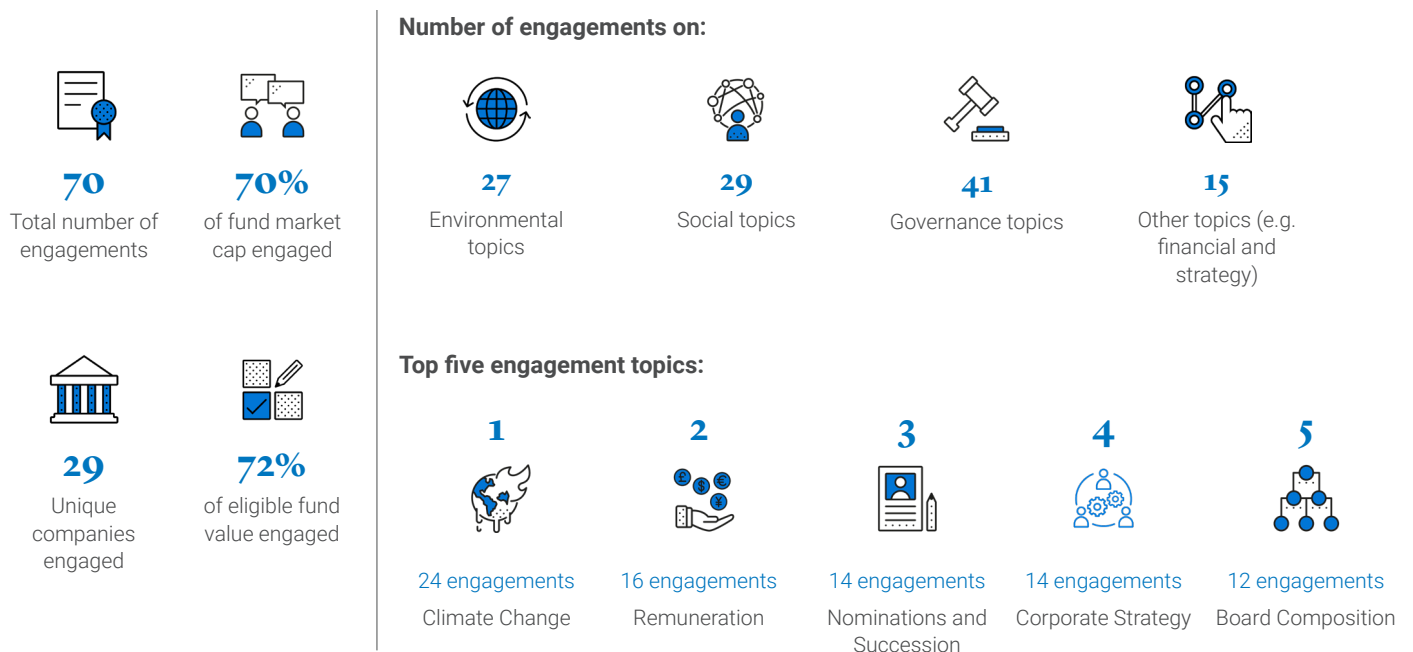 70
Total number of
engagements
70%
of fund market
cap engaged
29
Unique
companies
engaged
72%
of eligible fund
value engaged
Number of engagements on:
27
Environmental
topics
29
Social topics
41
Governance topics
15
Other topics (e.g.
financial and
strategy)
Top five engagement topics:
1
£ $ € ¥
24 engagements
Climate Change
2
16 engagements
Remuneration
3
14 engagements
Nominations and
Succession
4
14 engagements
Corporate Strategy
5
12 engagements
Board Composition